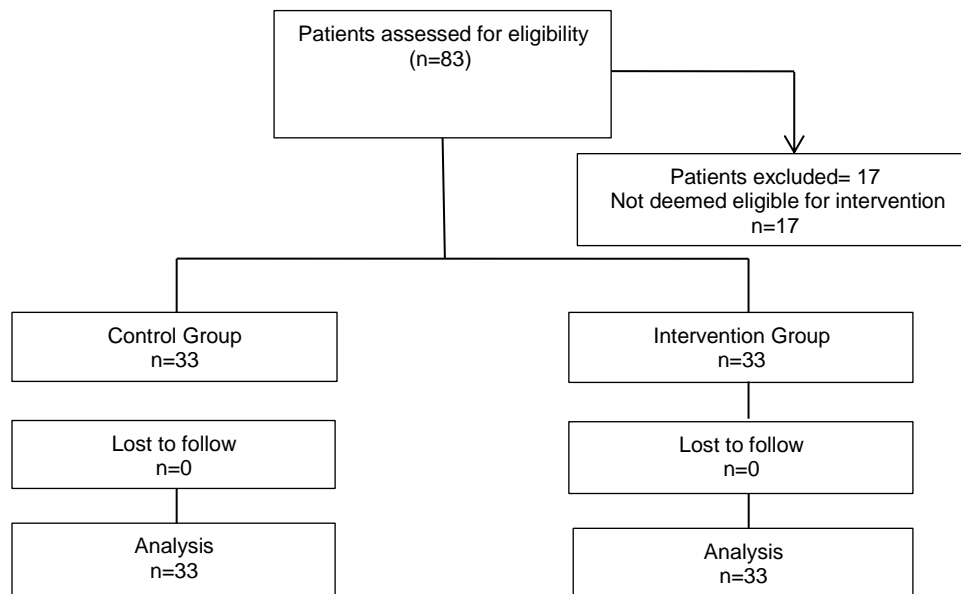 Patients assessed for eligibility
(n=83)
Patients excluded= 17
Not deemed eligible for intervention
n=17
Control Group
n=33
Intervention Group
n=33
Lost to follow
n=0
Lost to follow
n=0
Analysis
n=33
Analysis
n=33